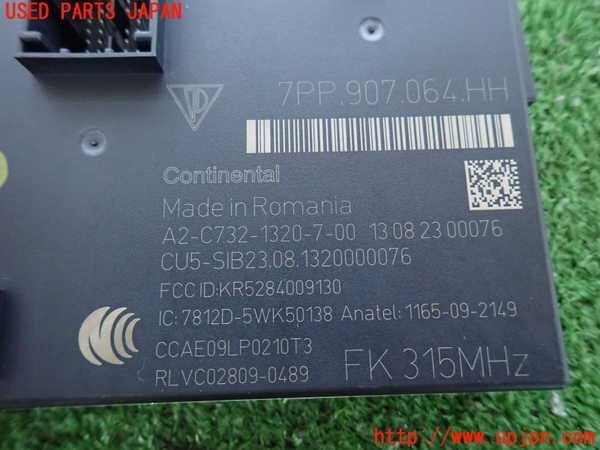 USED PARTS JAPAN
7PP.907.064.HH
Continental
Made in Romania
A2-C732-1320-7-00 13 08 23 00076
CU5-SIB23.08.1320000076
FCC ID:KR5284009130
IC: 7812D-5WK50138 Anatel: 1165-09-2149
CCAE09LP0210T3
RLVC02809-0489
FK 315MHz
http://www.upjpn.com